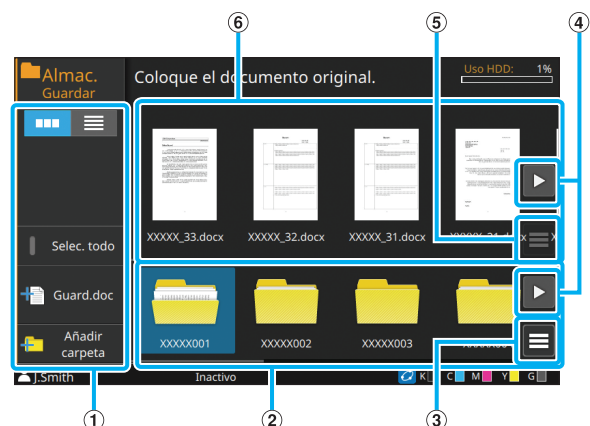 ⑥ ⑤ ④
Almac.
Guardar
Coloque el documento original.
Uso HDD: 1%
XXXXX_33.docx XXXXX_32.docx XXXXX_31.docx
Selec. todo
Guard.doc
Añadir
carpeta
XXXXX001 XXXXX002 XXXXX003
J.Smith Inactivo K C M Y G
① ② ③